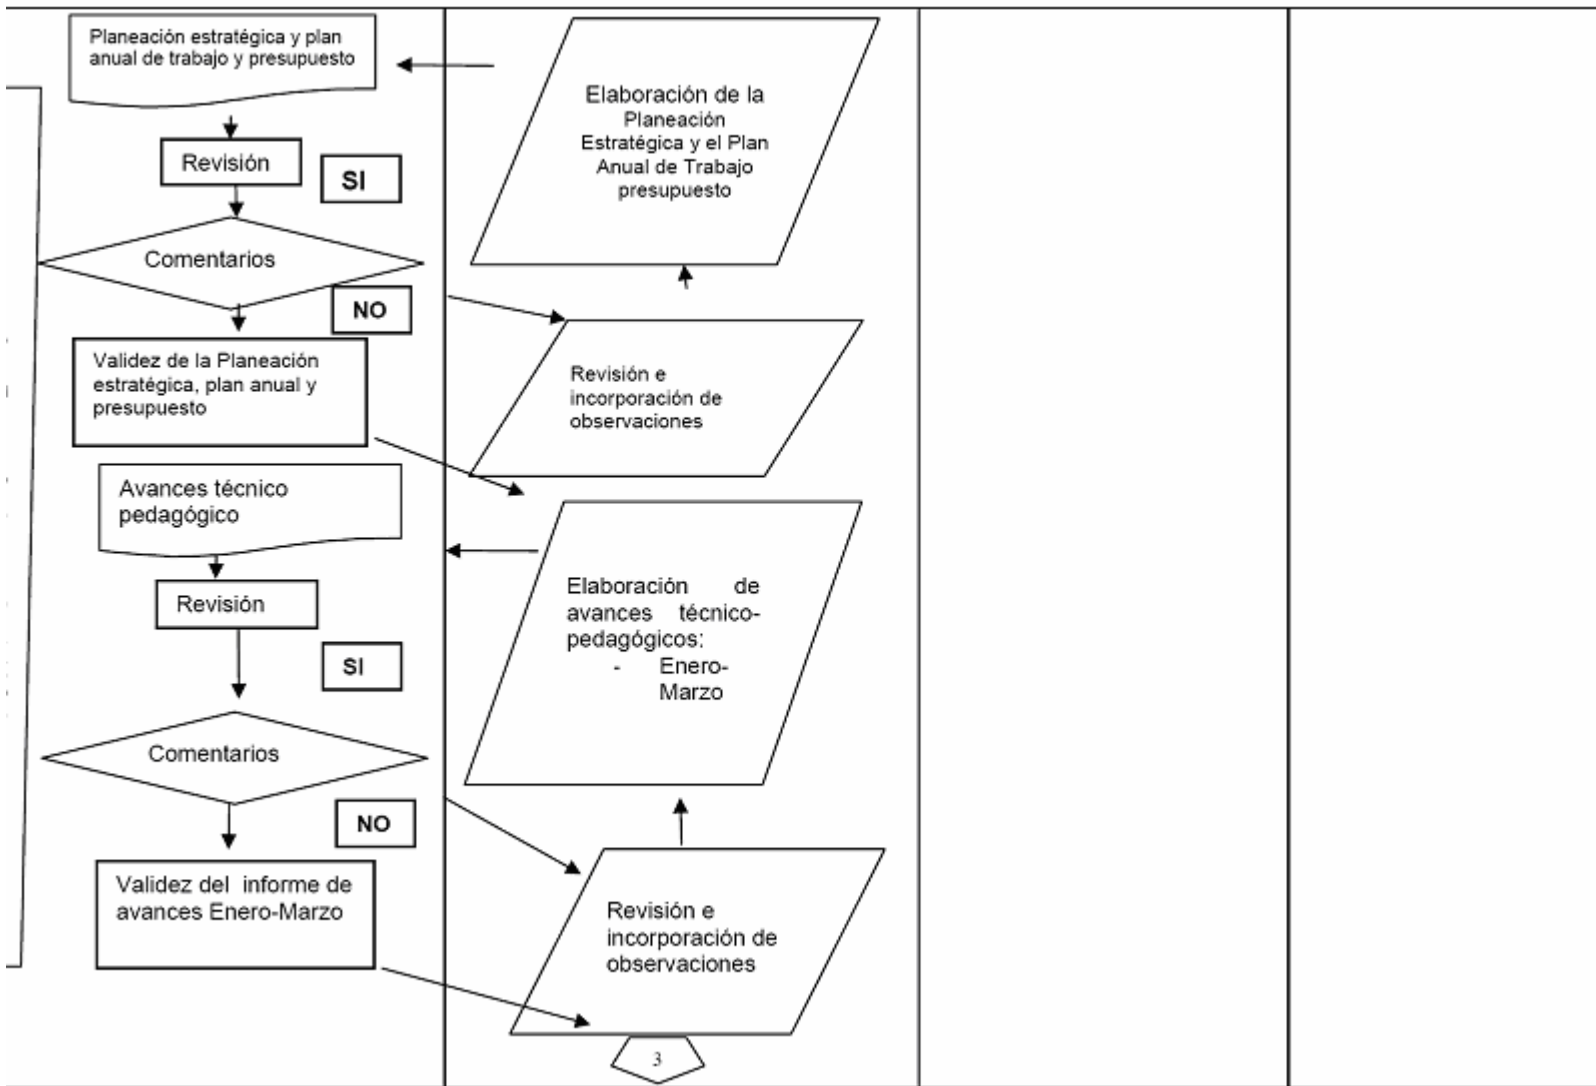 Planeación estratégica y plan
anual de trabajo y presupuesto
Revisión
SI
Comentarios
NO
Validez de la Planeación
estratégica, plan anual y
presupuesto
Avances técnico
pedagógico
Revisión
SI
Comentarios
NO
Validez del informe de
avances Enero-Marzo
Elaboración de la
Planeación
Estratégica y el Plan
Anual de Trabajo
presupuesto
Revisión e
incorporación de
observaciones
Elaboración de
avances técnico-
pedagógicos:
- Enero-
Marzo
Revisión e
incorporación de
observaciones
3